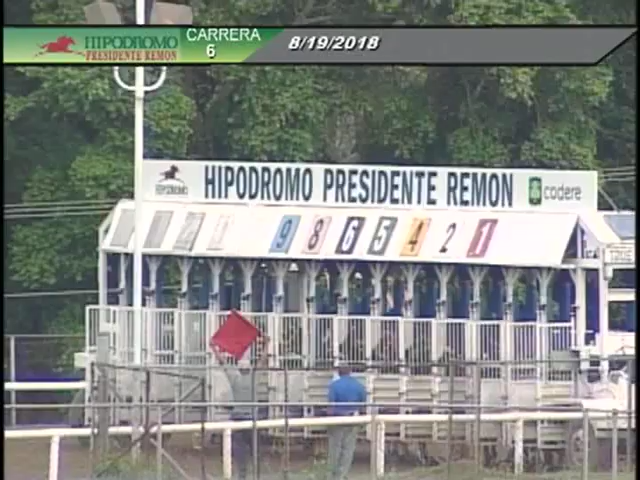 HIPODROMO
PRESIDENTE REMON
CARRERA
6
8/19/2018
HIPODROMO PRESIDENTE REMON
codere
9 8 6 5 4 2 1